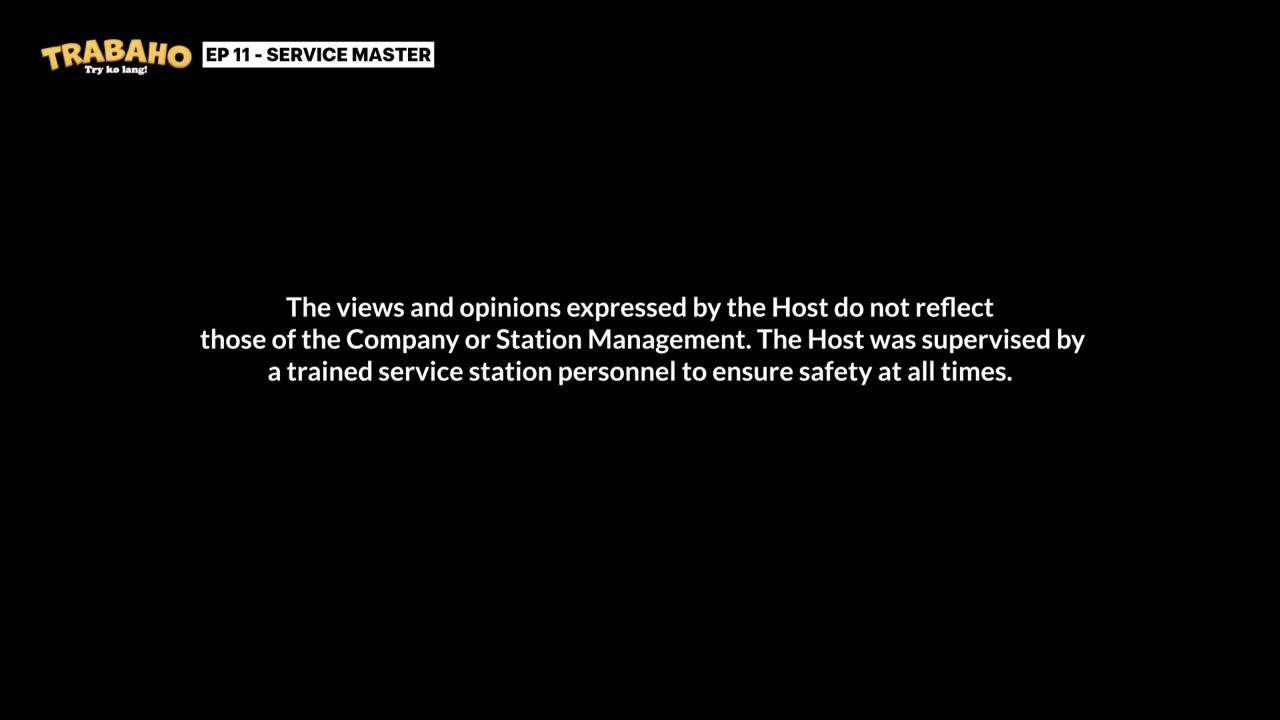 TRABAHO
Try ko lang!
EP 11 - SERVICE MASTER
The views and opinions expressed by the Host do not reflect
those of the Company or Station Management. The Host was supervised by
a trained service station personnel to ensure safety at all times.